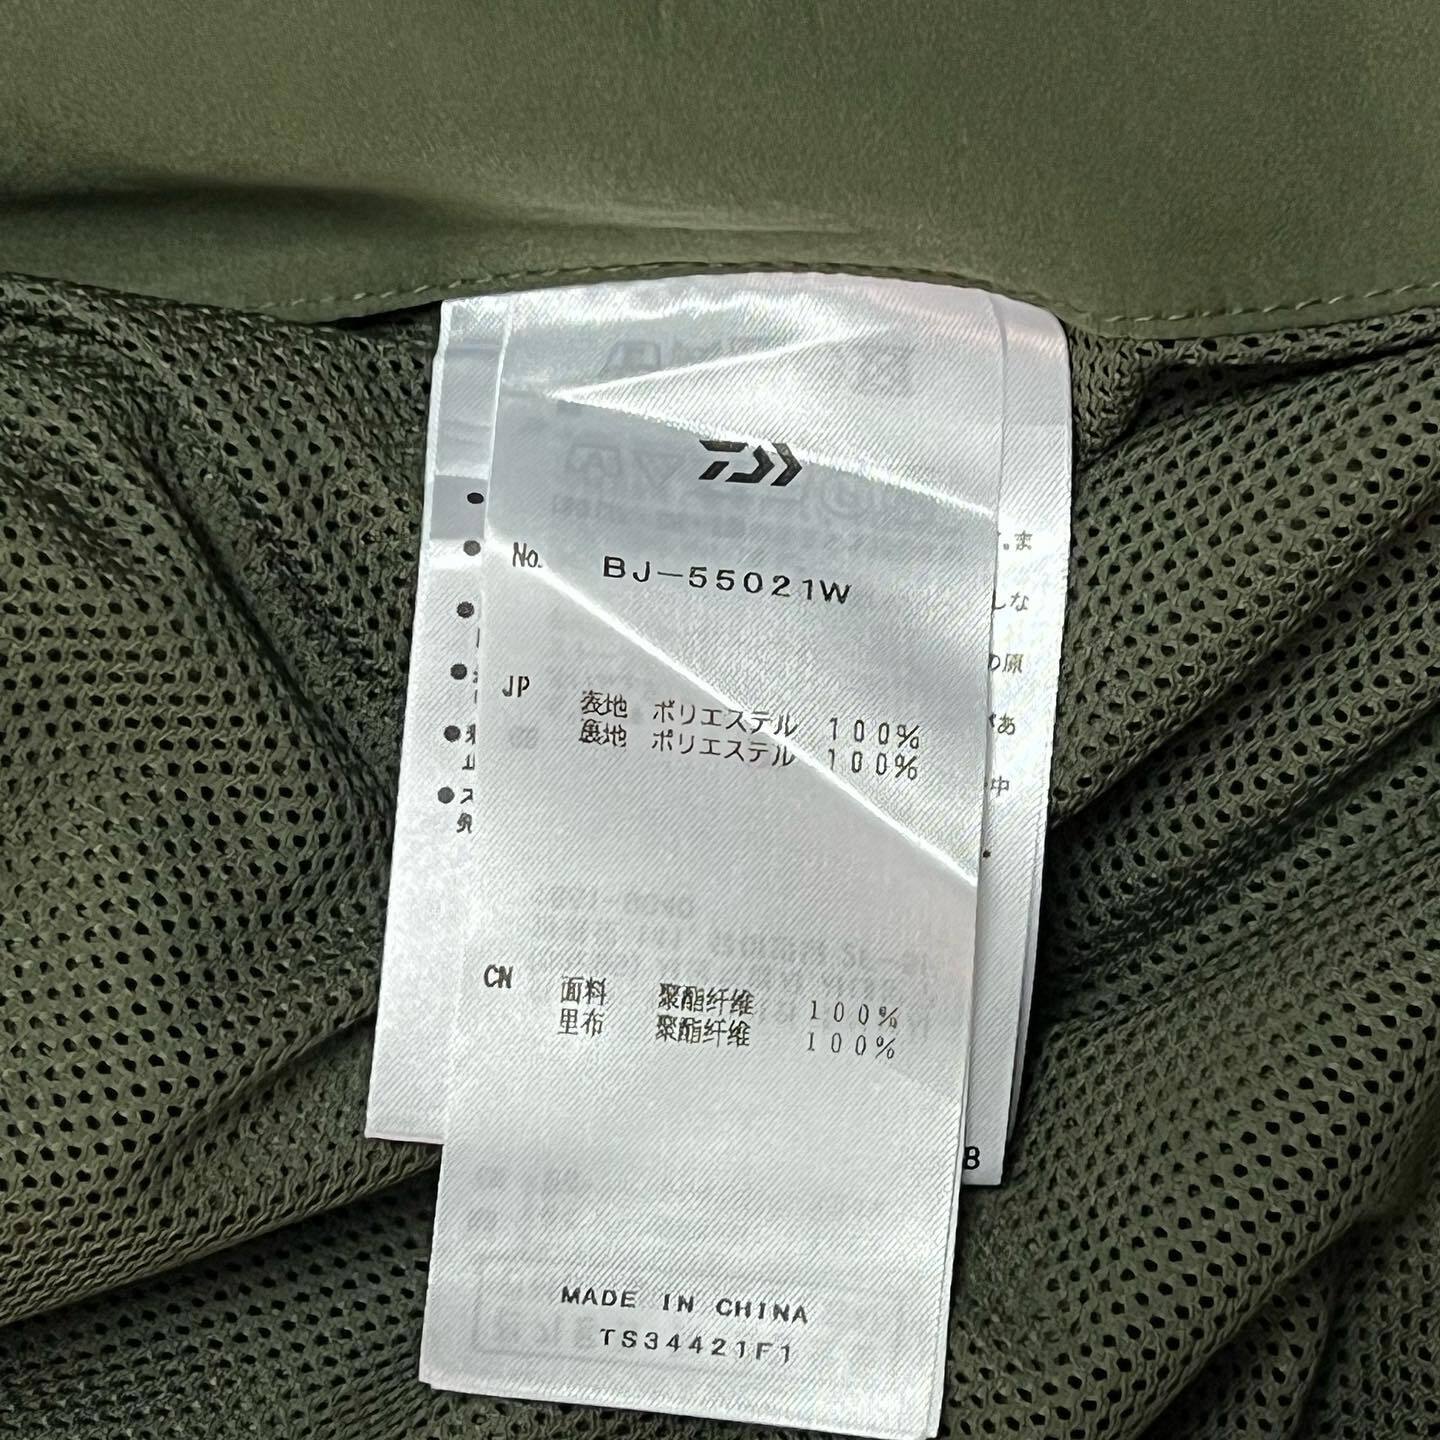 No. BJ-55021W
JP 表地 ポリエステル 100%
裏地 ポリエステル 100%
CN 面料 聚酯纤维 100%
里布 聚酯纤维 100%
MADE IN CHINA
TS34421F1